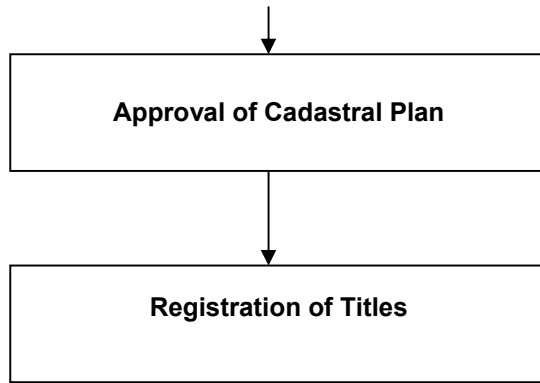 Approval of Cadastral Plan
Registration of Titles